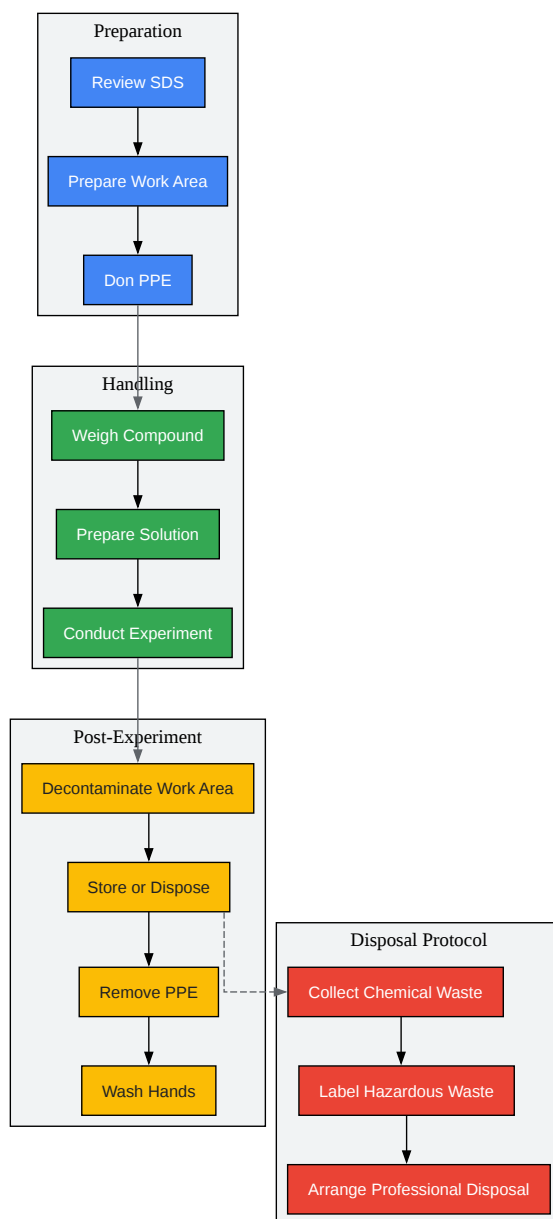 Preparation
Review SDS
Prepare Work Area
Don PPE
Handling
Weigh Compound
Prepare Solution
Conduct Experiment
Post-Experiment
Decontaminate Work Area
Store or Dispose
Remove PPE
Wash Hands
Disposal Protocol
Collect Chemical Waste
Label Hazardous Waste
Arrange Professional Disposal